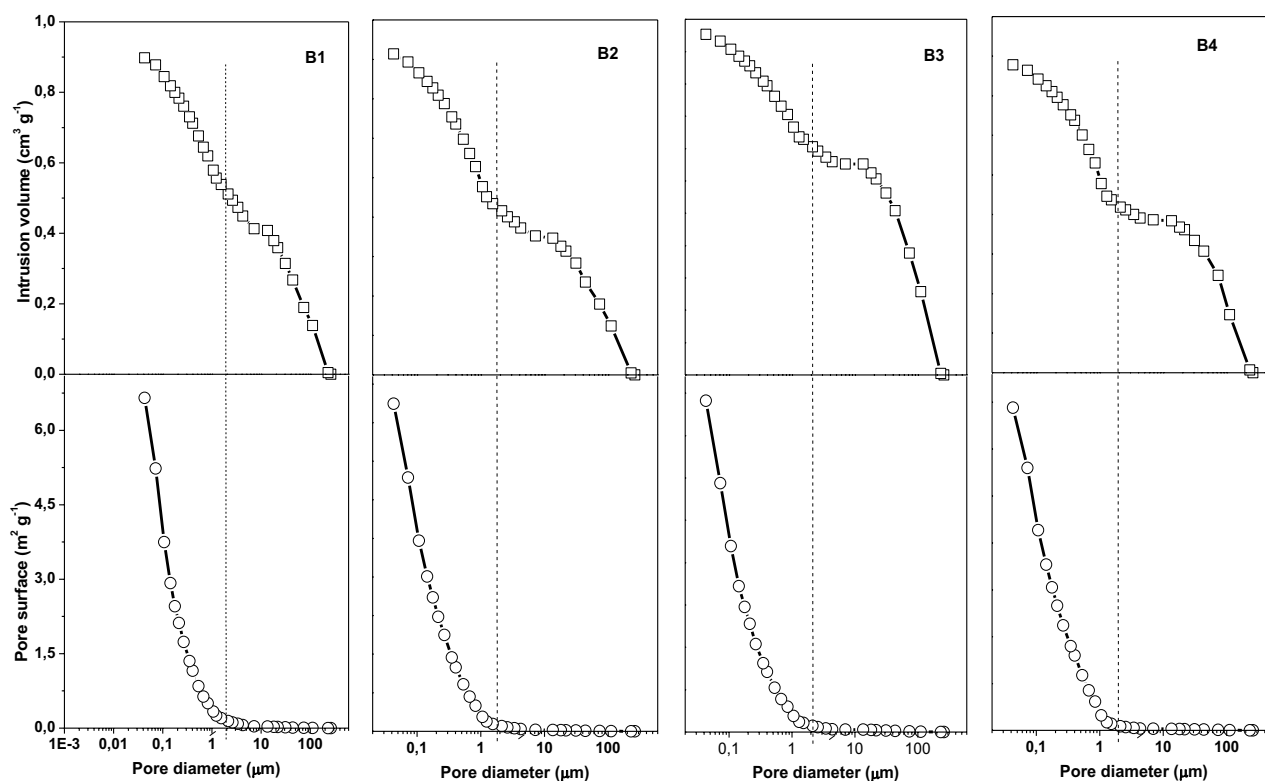 B1
B2
B3
B4
Intrusion volume (cm³ g⁻¹)
1,0
0,8
0,6
0,4
0,2
0,0
Pore surface (m² g⁻¹)
6,0
4,5
3,0
1,5
0,0
1E-3 0,01 0,1 1 10 100
0,1 1 10 100
0,1 1 10 100
0,1 1 10 100
Pore diameter (μm)
Pore diameter (μm)
Pore diameter (μm)
Pore diameter (μm)